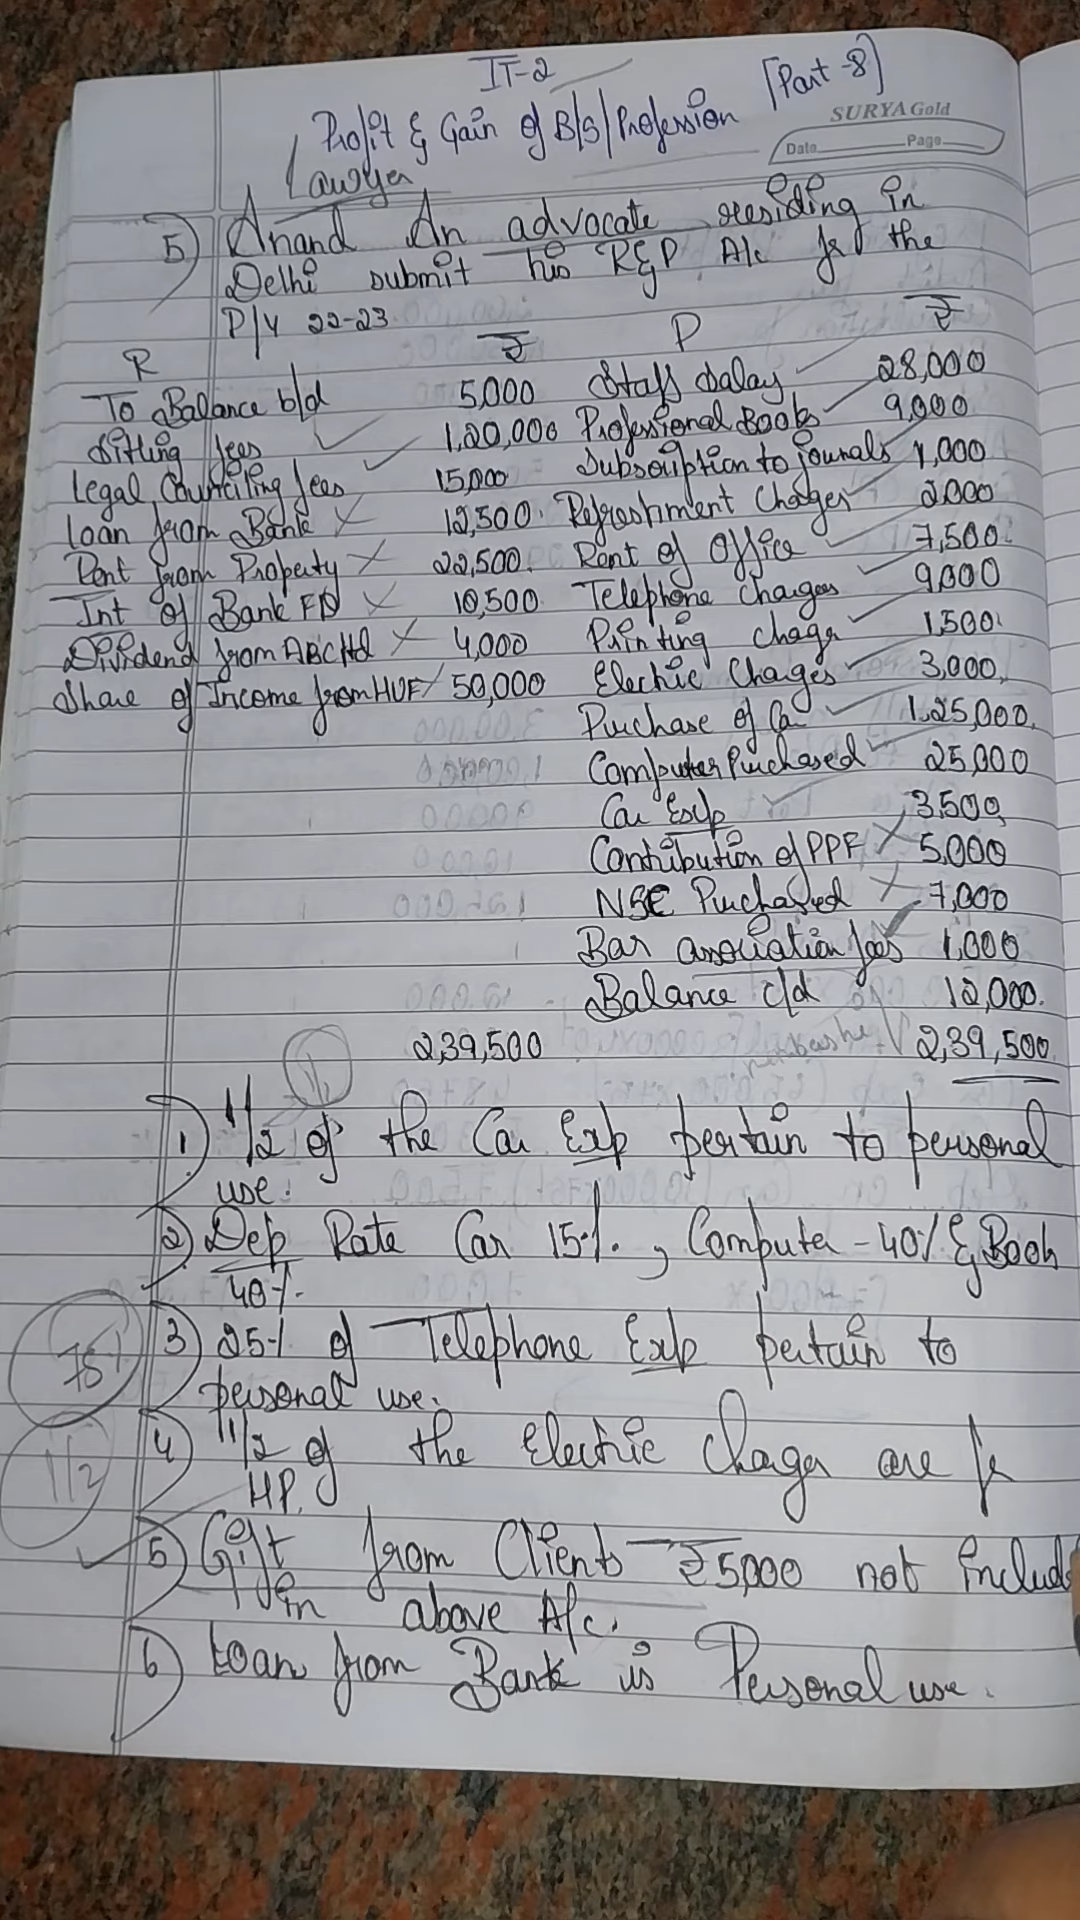 IT-2
[Part-8]
Profit & Gain of B/S/Profession
SURYA Gold
Date
Page
Lawyer
5) Anand An advocate residing in
Delhi submit his R&P A/c for the
P/Y 22-23
R ₹ P ₹
To Balance b/d 5,000 Staff Salay 28,000
Sitting fees 1,20,000 Professional Books 9,000
Legal Counciling fees 15,000 Subscription to journals 1,000
Loan from Bank 12,500. Refreshment Charges 2,000
Rent from Property 22,500. Rent of Office 7,500.
Int of Bank FD 10,500 Telephone Charges 9,000
Dividend from ABC Ltd 4,000 Printing Charge 1,500.
Share of Income from HUF 50,000 Electric Charges 3,000,
Purchase of Car 1,25,000.
Computer Purchased 25,000
Car Exp 3,500
Contribution of PPF 5,000
NSC Purchased 7,000
Bar assouation fees 1,000
Balance c/d 12,000.
2,39,500 2,39,500
1/2
1) 1/2 of the Car Exp pertain to personal
use.
2) Dep Rate Car 15%, Computer - 40% & Book
40%.
75%
3) 25% of Telephone Exp pertain to
personal use.
1/2
4) 1/2 of the Electric Charges are for
HP.
5) Gift from Clients ₹5,000 not include
in above A/c.
6) Loan from Bank is Personal use.